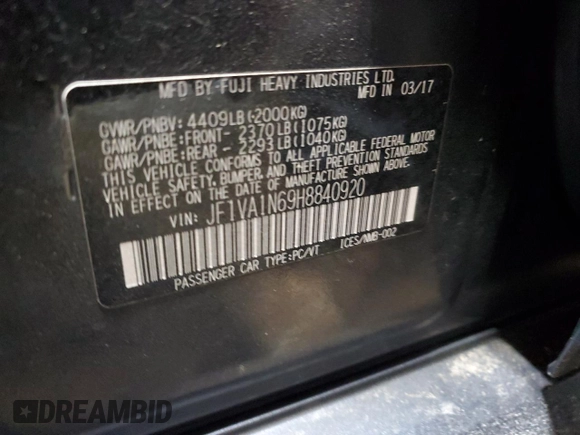 MFD BY FUJI HEAVY INDUSTRIES LTD.
MFD IN 03/17
GVWR/PNBV: 4409LB(-2000KG)
GAWR/PNBE:FRONT- 2370LB(1075KG)
GAWR/PNBE:REAR - 2293LB(1040KG)
THIS VEHICLE CONFORMS TO ALL APPLICABLE FEDERAL MOTOR
VEHICLE SAFETY, BUMPER, AND THEFT PREVENTION STANDARDS
IN EFFECT ON THE DATE OF MANUFACTURE SHOWN ABOVE.
VIN: JF1VA1N69H8840920
PASSENGER CAR TYPE:PC/VT ICES/NMB-002
DREAMBID